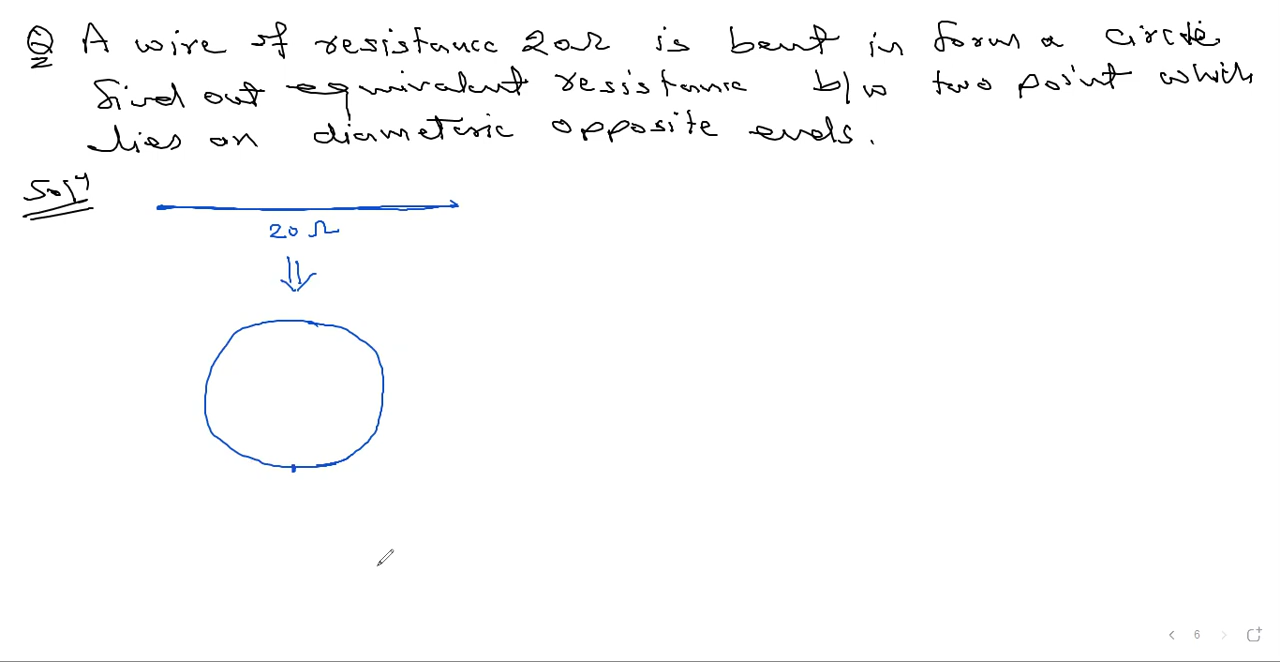 Q A wire of resistance 20Ω is bent in form a circle
find out equivalent resistance b/w two point which
lies on diametric opposite ends.
Solⁿ
20 Ω
6